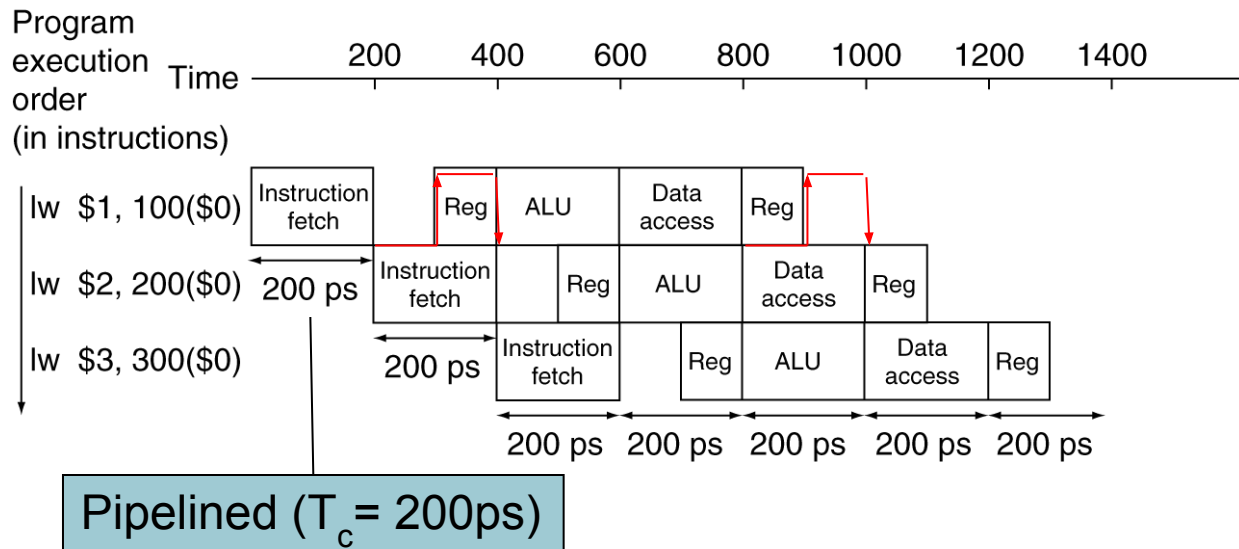 Program
execution
order
(in instructions)
Time
200 400 600 800 1000 1200 1400
lw $1, 100($0)
Instruction
fetch
Reg
ALU
Data
access
Reg
lw $2, 200($0)
200 ps
Instruction
fetch
Reg
ALU
Data
access
Reg
lw $3, 300($0)
200 ps
Instruction
fetch
Reg
ALU
Data
access
Reg
200 ps 200 ps 200 ps 200 ps 200 ps
Pipelined (Tc= 200ps)